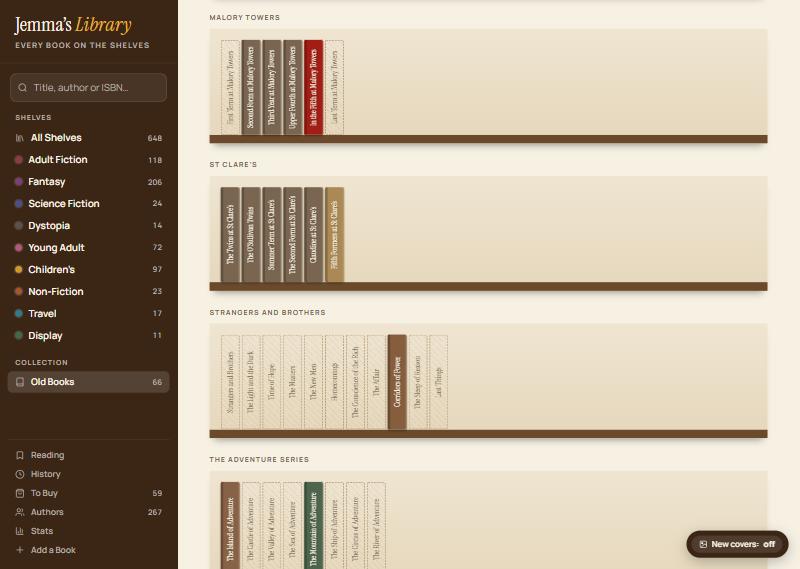 Jemma's Library
EVERY BOOK ON THE SHELVES
Title, author or ISBN...
SHELVES
All Shelves 648
Adult Fiction 118
Fantasy 206
Science Fiction 24
Dystopia 14
Young Adult 72
Children's 97
Non-Fiction 23
Travel 17
Display 11
COLLECTION
Old Books 66
Reading
History
To Buy 59
Authors 267
Stats
Add a Book
MALORY TOWERS
First Term at Malory Towers
Second Form at Malory Towers
Third Year at Malory Towers
Upper Fourth at Malory Towers
In the Fifth at Malory Towers
Last Term at Malory Towers
ST CLARE'S
The Twins at St Clare's
The O'Sullivan Twins
Summer Term at St Clare's
The Second Form at St Clare's
Claudine at St Clare's
Fifth Formers at St Clare's
STRANGERS AND BROTHERS
Strangers and Brothers
The Light and the Dark
Time of Hope
The Masters
The New Men
Homecomings
The Conscience of the Rich
The Affair
Corridors of Power
The Sleep of Reason
Last Things
THE ADVENTURE SERIES
The Island of Adventure
The Castle of Adventure
The Valley of Adventure
The Sea of Adventure
The Mountain of Adventure
The Ship of Adventure
The Circus of Adventure
The River of Adventure
New covers: off